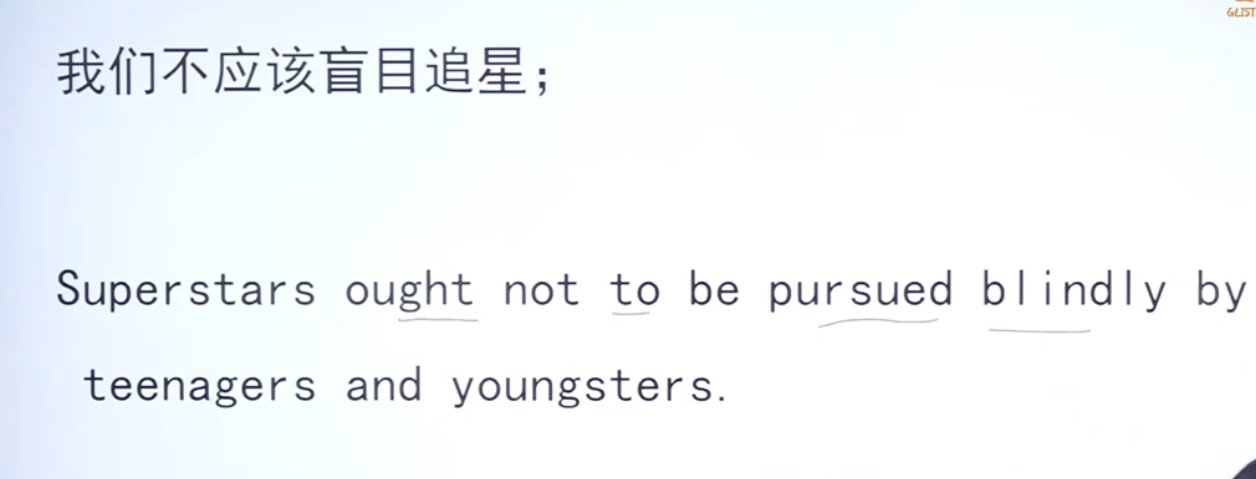 GLIST
我们不应该盲目追星；
Superstars ought not to be pursued blindly by
teenagers and youngsters.